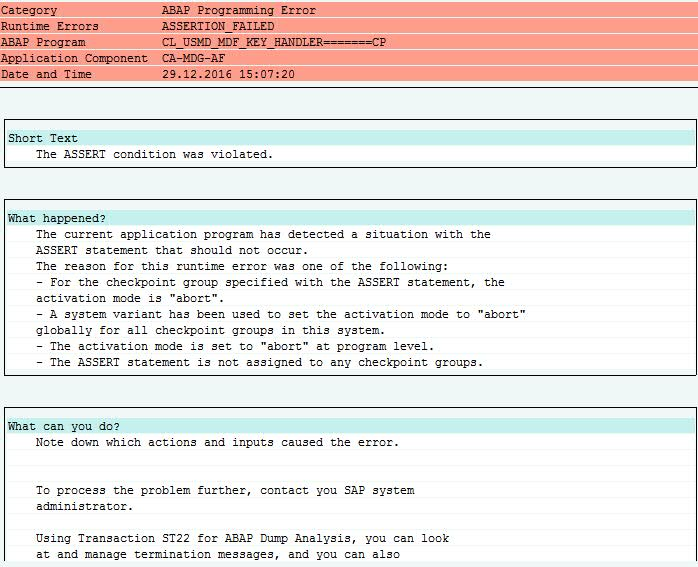 Category ABAP Programming Error
Runtime Errors ASSERTION_FAILED
ABAP Program CL_USMD_MDF_KEY_HANDLER=======CP
Application Component CA-MDG-AF
Date and Time 29.12.2016 15:07:20
Short Text
The ASSERT condition was violated.
What happened?
The current application program has detected a situation with the
ASSERT statement that should not occur.
The reason for this runtime error was one of the following:
- For the checkpoint group specified with the ASSERT statement, the
activation mode is "abort".
- A system variant has been used to set the activation mode to "abort"
globally for all checkpoint groups in this system.
- The activation mode is set to "abort" at program level.
- The ASSERT statement is not assigned to any checkpoint groups.
What can you do?
Note down which actions and inputs caused the error.
To process the problem further, contact you SAP system
administrator.
Using Transaction ST22 for ABAP Dump Analysis, you can look
at and manage termination messages, and you can also